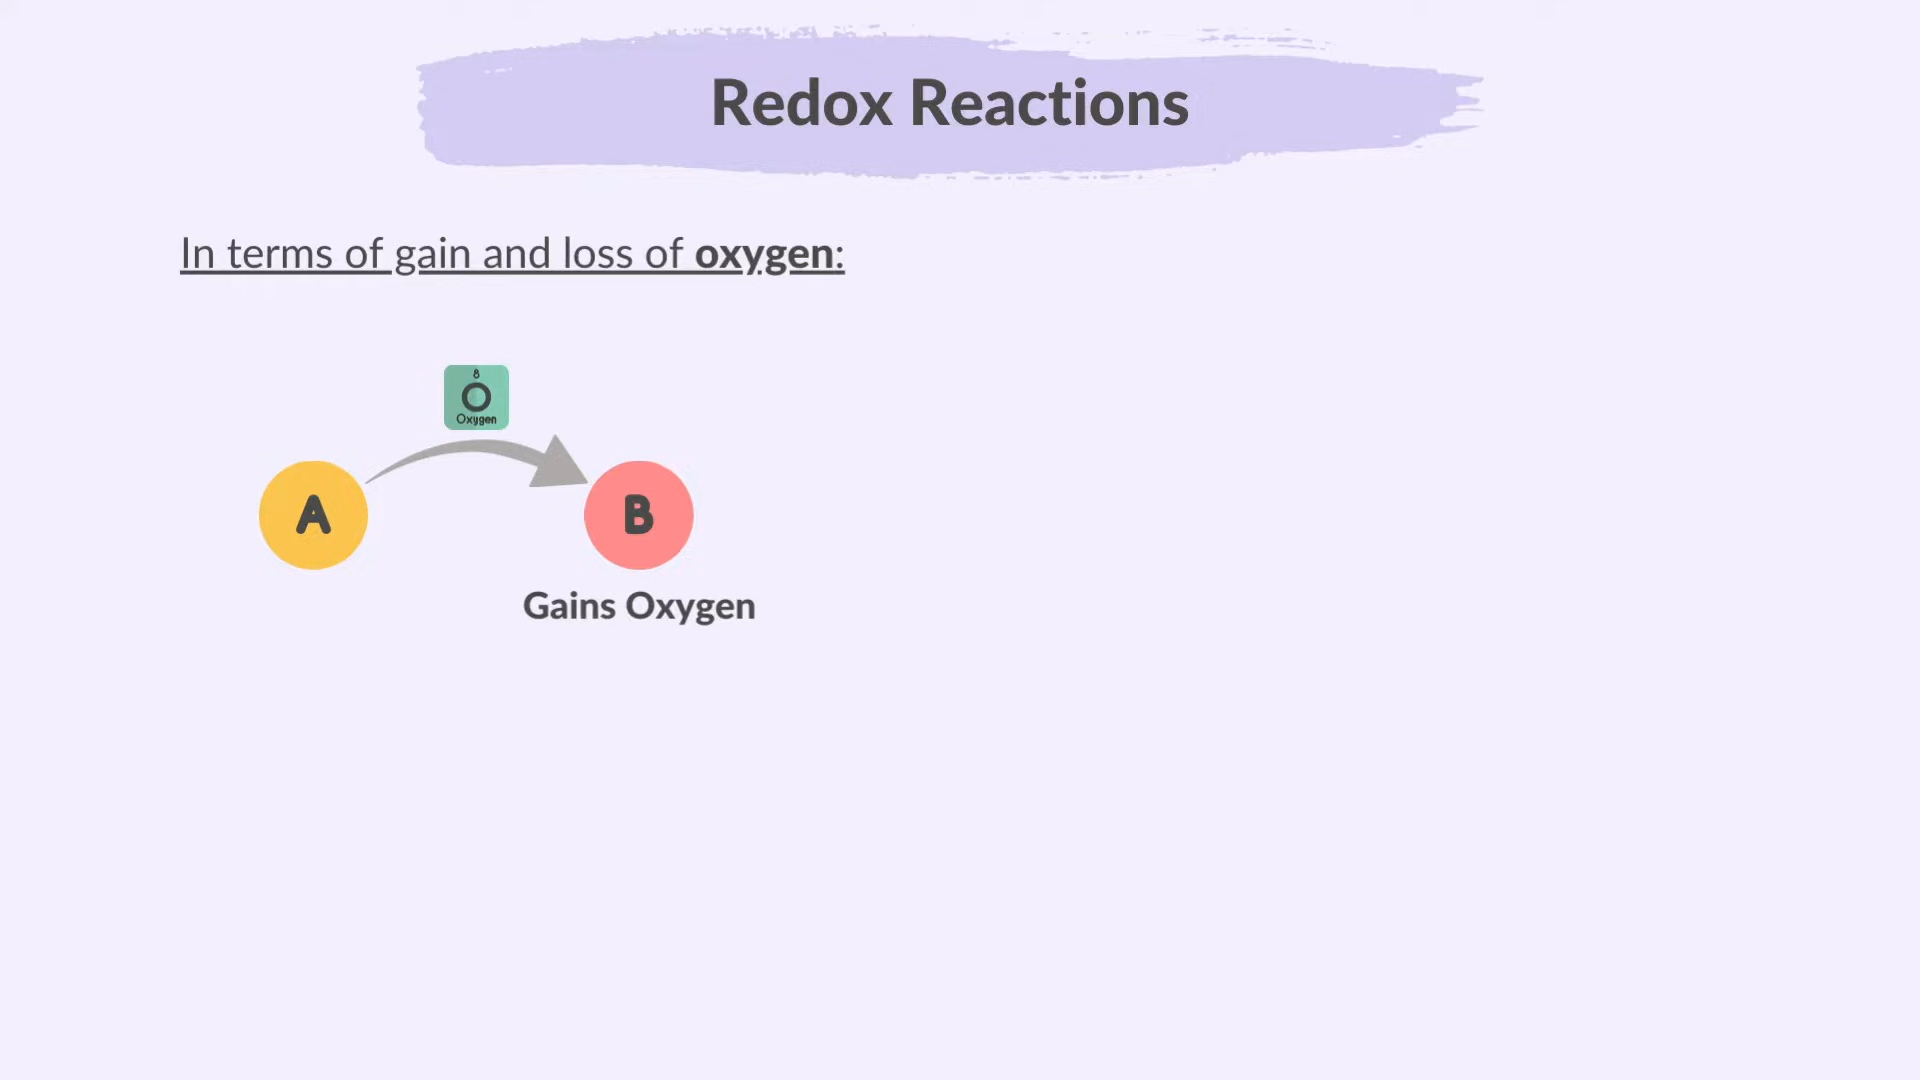 Redox Reactions
In terms of gain and loss of oxygen:
8
O
Oxygen
A
B
Gains Oxygen